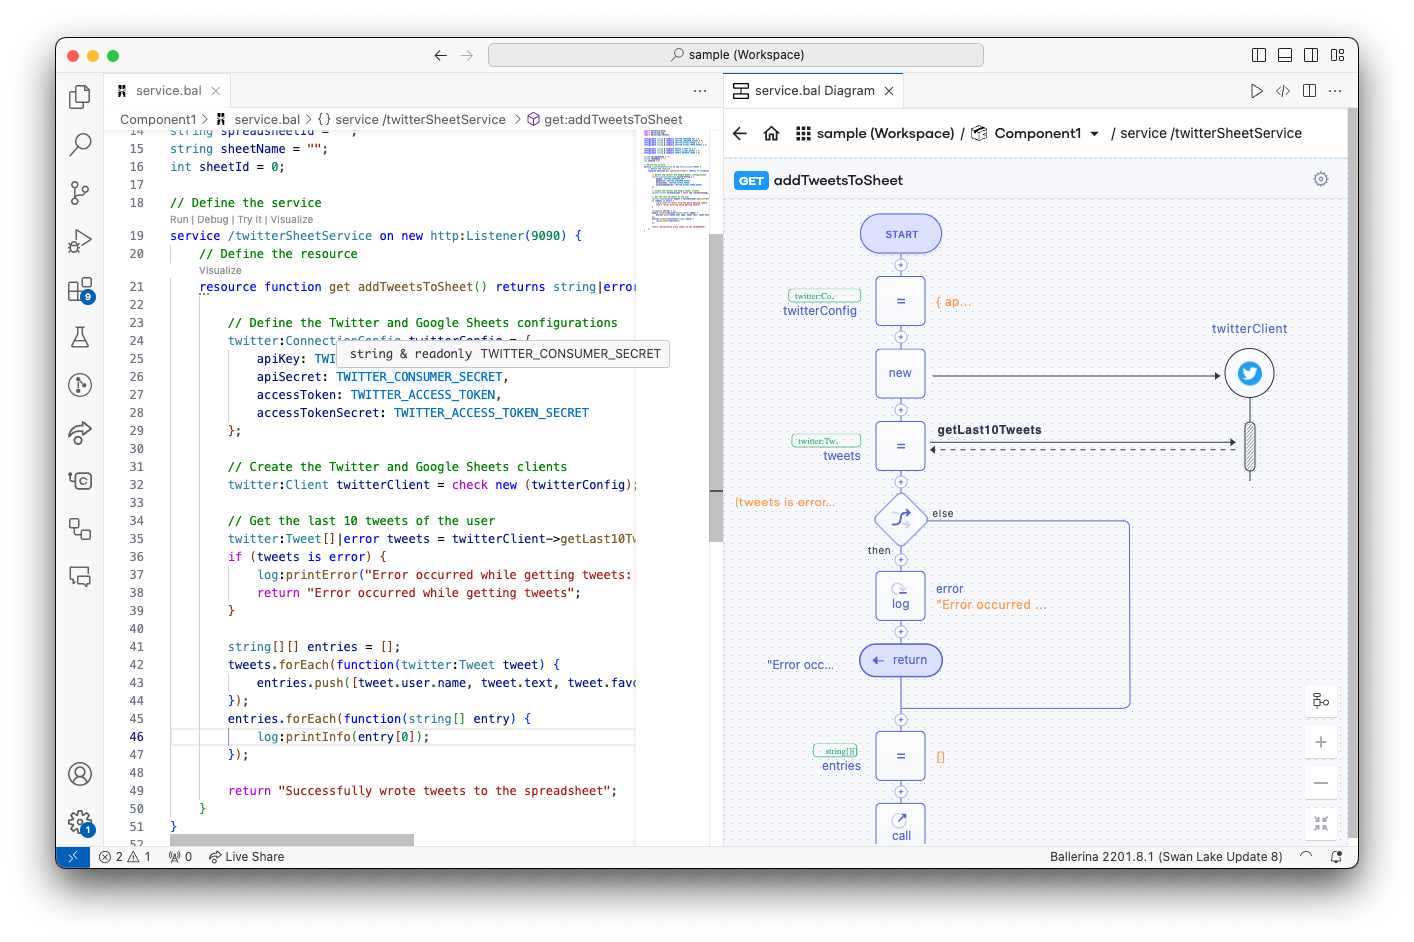 sample (Workspace)
service.bal
service.bal Diagram
Component1 > service.bal > {} service /twitterSheetService > get:addTweetsToSheet
sample (Workspace) / Component1 / service /twitterSheetService
14 string spreadsheetId = "";
15 string sheetName = "";
16 int sheetId = 0;
17
18 // Define the service
Run | Debug | Try it | Visualize
19 service /twitterSheetService on new http:Listener(9090) {
20 // Define the resource
Visualize
21 resource function get addTweetsToSheet() returns string|error
22
23 // Define the Twitter and Google Sheets configurations
24 twitter:ConnectionConfig twitterConfig = {
string & readonly TWITTER_CONSUMER_SECRET
25 apiKey: TWI
26 apiSecret: TWITTER_CONSUMER_SECRET,
27 accessToken: TWITTER_ACCESS_TOKEN,
28 accessTokenSecret: TWITTER_ACCESS_TOKEN_SECRET
29 };
30
31 // Create the Twitter and Google Sheets clients
32 twitter:Client twitterClient = check new (twitterConfig);
33
34 // Get the last 10 tweets of the user
35 twitter:Tweet[]|error tweets = twitterClient->getLast10Tw
36 if (tweets is error) {
37 log:printError("Error occurred while getting tweets:
38 return "Error occurred while getting tweets";
39 }
40
41 string[][] entries = [];
42 tweets.forEach(function(twitter:Tweet tweet) {
43 entries.push([tweet.user.name, tweet.text, tweet.favo
44 });
45 entries.forEach(function(string[] entry) {
46 log:printInfo(entry[0]);
47 });
48
49 return "Successfully wrote tweets to the spreadsheet";
50 }
51 }
52
9
1
GET addTweetsToSheet
START
twitter:Co.
twitterConfig
=
{ ap...
twitterClient
new
twitter:Tw.
tweets
=
getLast10Tweets
(tweets is error...
else
then
log
error
"Error occurred ...
"Error occ...
return
string[][]
entries
=
[]
call
2 1 0 Live Share
Ballerina 2201.8.1 (Swan Lake Update 8)